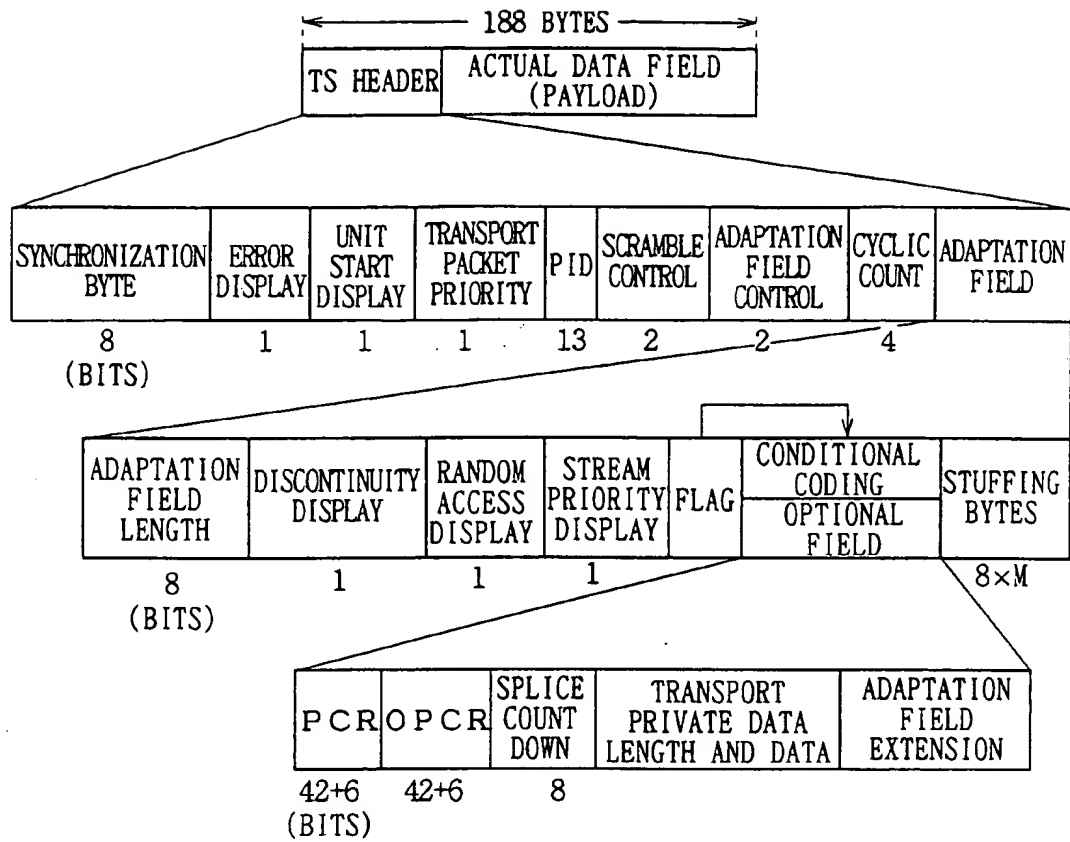 188 BYTES
TS HEADER
ACTUAL DATA FIELD
(PAYLOAD)
SYNCHRONIZATION
BYTE
ERROR
DISPLAY
UNIT
START
DISPLAY
TRANSPORT
PACKET
PRIORITY
PID
SCRAMBLE
CONTROL
ADAPTATION
FIELD
CONTROL
CYCLIC
COUNT
ADAPTATION
FIELD
8 1 1 1 13 2 2 4
(BITS)
ADAPTATION
FIELD
LENGTH
DISCONTINUITY
DISPLAY
RANDOM
ACCESS
DISPLAY
STREAM
PRIORITY
DISPLAY
FLAG
CONDITIONAL
CODING
OPTIONAL
FIELD
STUFFING
BYTES
8 1 1 1 8×M
(BITS)
PCR
OPCR
SPLICE
COUNT
DOWN
TRANSPORT
PRIVATE DATA
LENGTH AND DATA
ADAPTATION
FIELD
EXTENSION
42+6 42+6 8
(BITS)